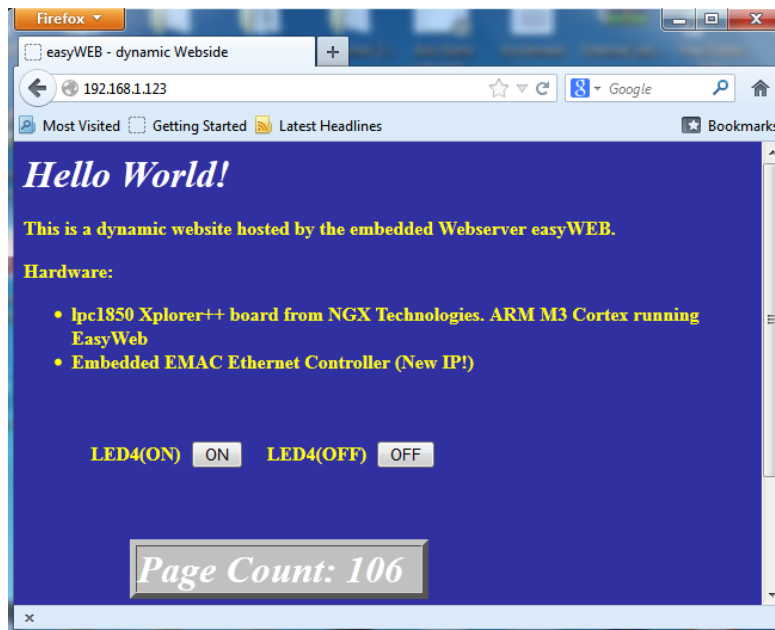 Firefox
easyWEB - dynamic Webside
192.168.1.123
Google
Most Visited Getting Started Latest Headlines Bookmarks
Hello World!
This is a dynamic website hosted by the embedded Webserver easyWEB.
Hardware:
lpc1850 Xplorer++ board from NGX Technologies. ARM M3 Cortex running
EasyWeb
Embedded EMAC Ethernet Controller (New IP!)
LED4(ON) ON LED4(OFF) OFF
Page Count: 106